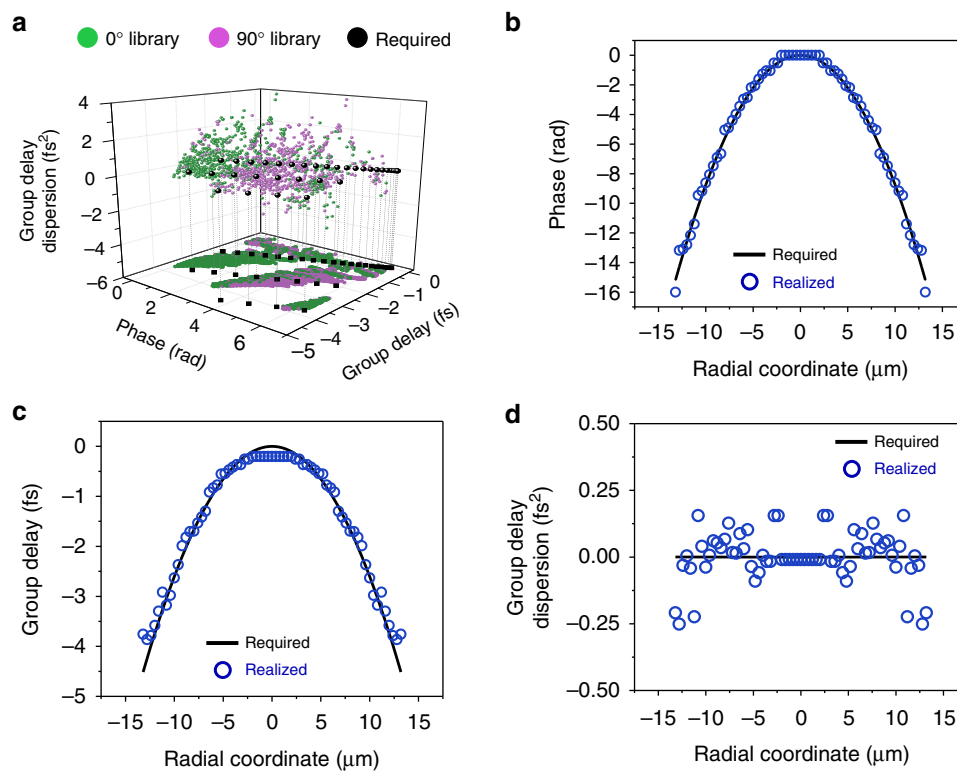 a
0° library
90° library
Required
4
2
0
−2
−4
−6
Group delay
dispersion (fs²)
0
2
4
6
Phase (rad)
−5
−4
−3
−2
−1
0
Group delay (fs)
b
0
−2
−4
−6
−8
−10
−12
−14
−16
Phase (rad)
Required
Realized
−15 −10 −5 0 5 10 15
Radial coordinate (μm)
c
0
−1
−2
−3
−4
−5
Group delay (fs)
Required
Realized
−15 −10 −5 0 5 10 15
Radial coordinate (μm)
d
0.50
0.25
0.00
−0.25
−0.50
Group delay
dispersion (fs²)
Required
Realized
−15 −10 −5 0 5 10 15
Radial coordinate (μm)